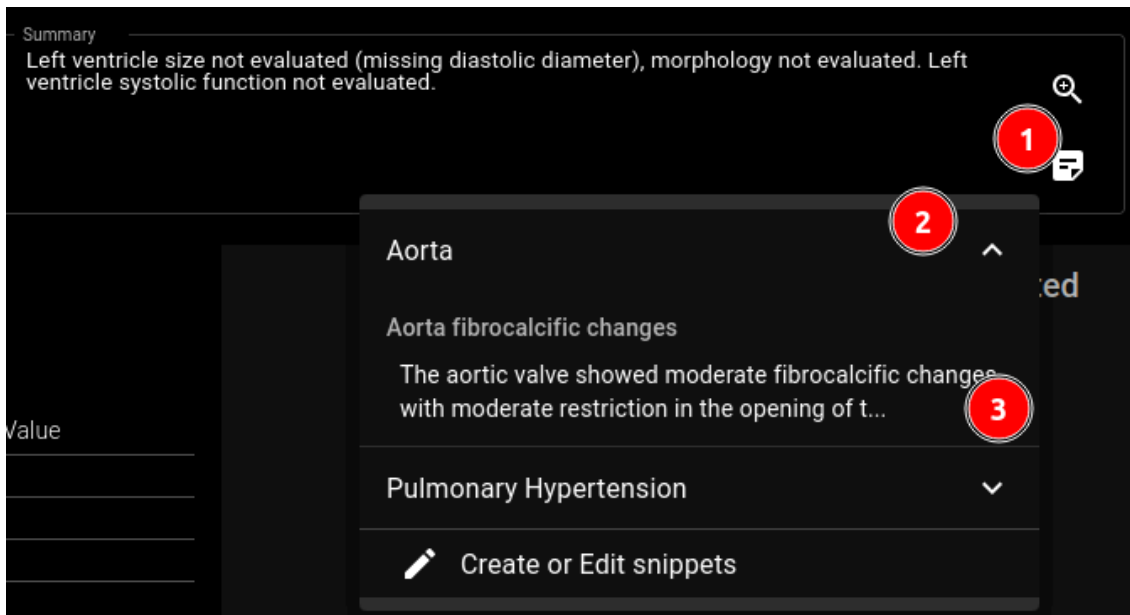 Summary
Left ventricle size not evaluated (missing diastolic diameter), morphology not evaluated. Left
ventricle systolic function not evaluated.
1
2
Aorta
ted
Aorta fibrocalcific changes
The aortic valve showed moderate fibrocalcific changes
with moderate restriction in the opening of t...
3
Value
Pulmonary Hypertension
Create or Edit snippets